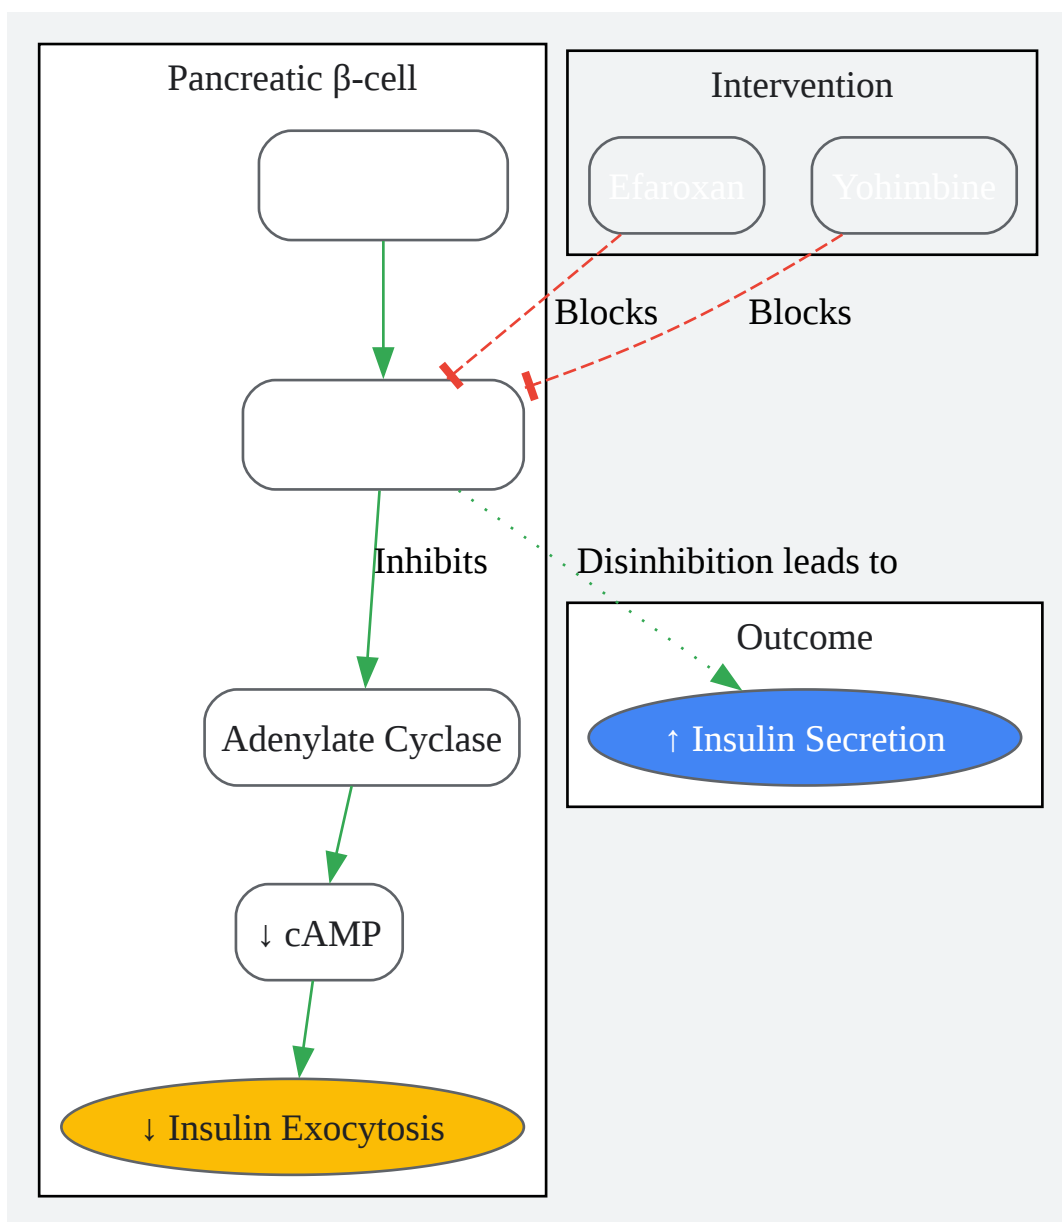 Pancreatic β-cell
Intervention
Efaroxan
Yohimbine
Blocks
Blocks
Inhibits
Disinhibition leads to
Outcome
Adenylate Cyclase
↑ Insulin Secretion
↓ cAMP
↓ Insulin Exocytosis